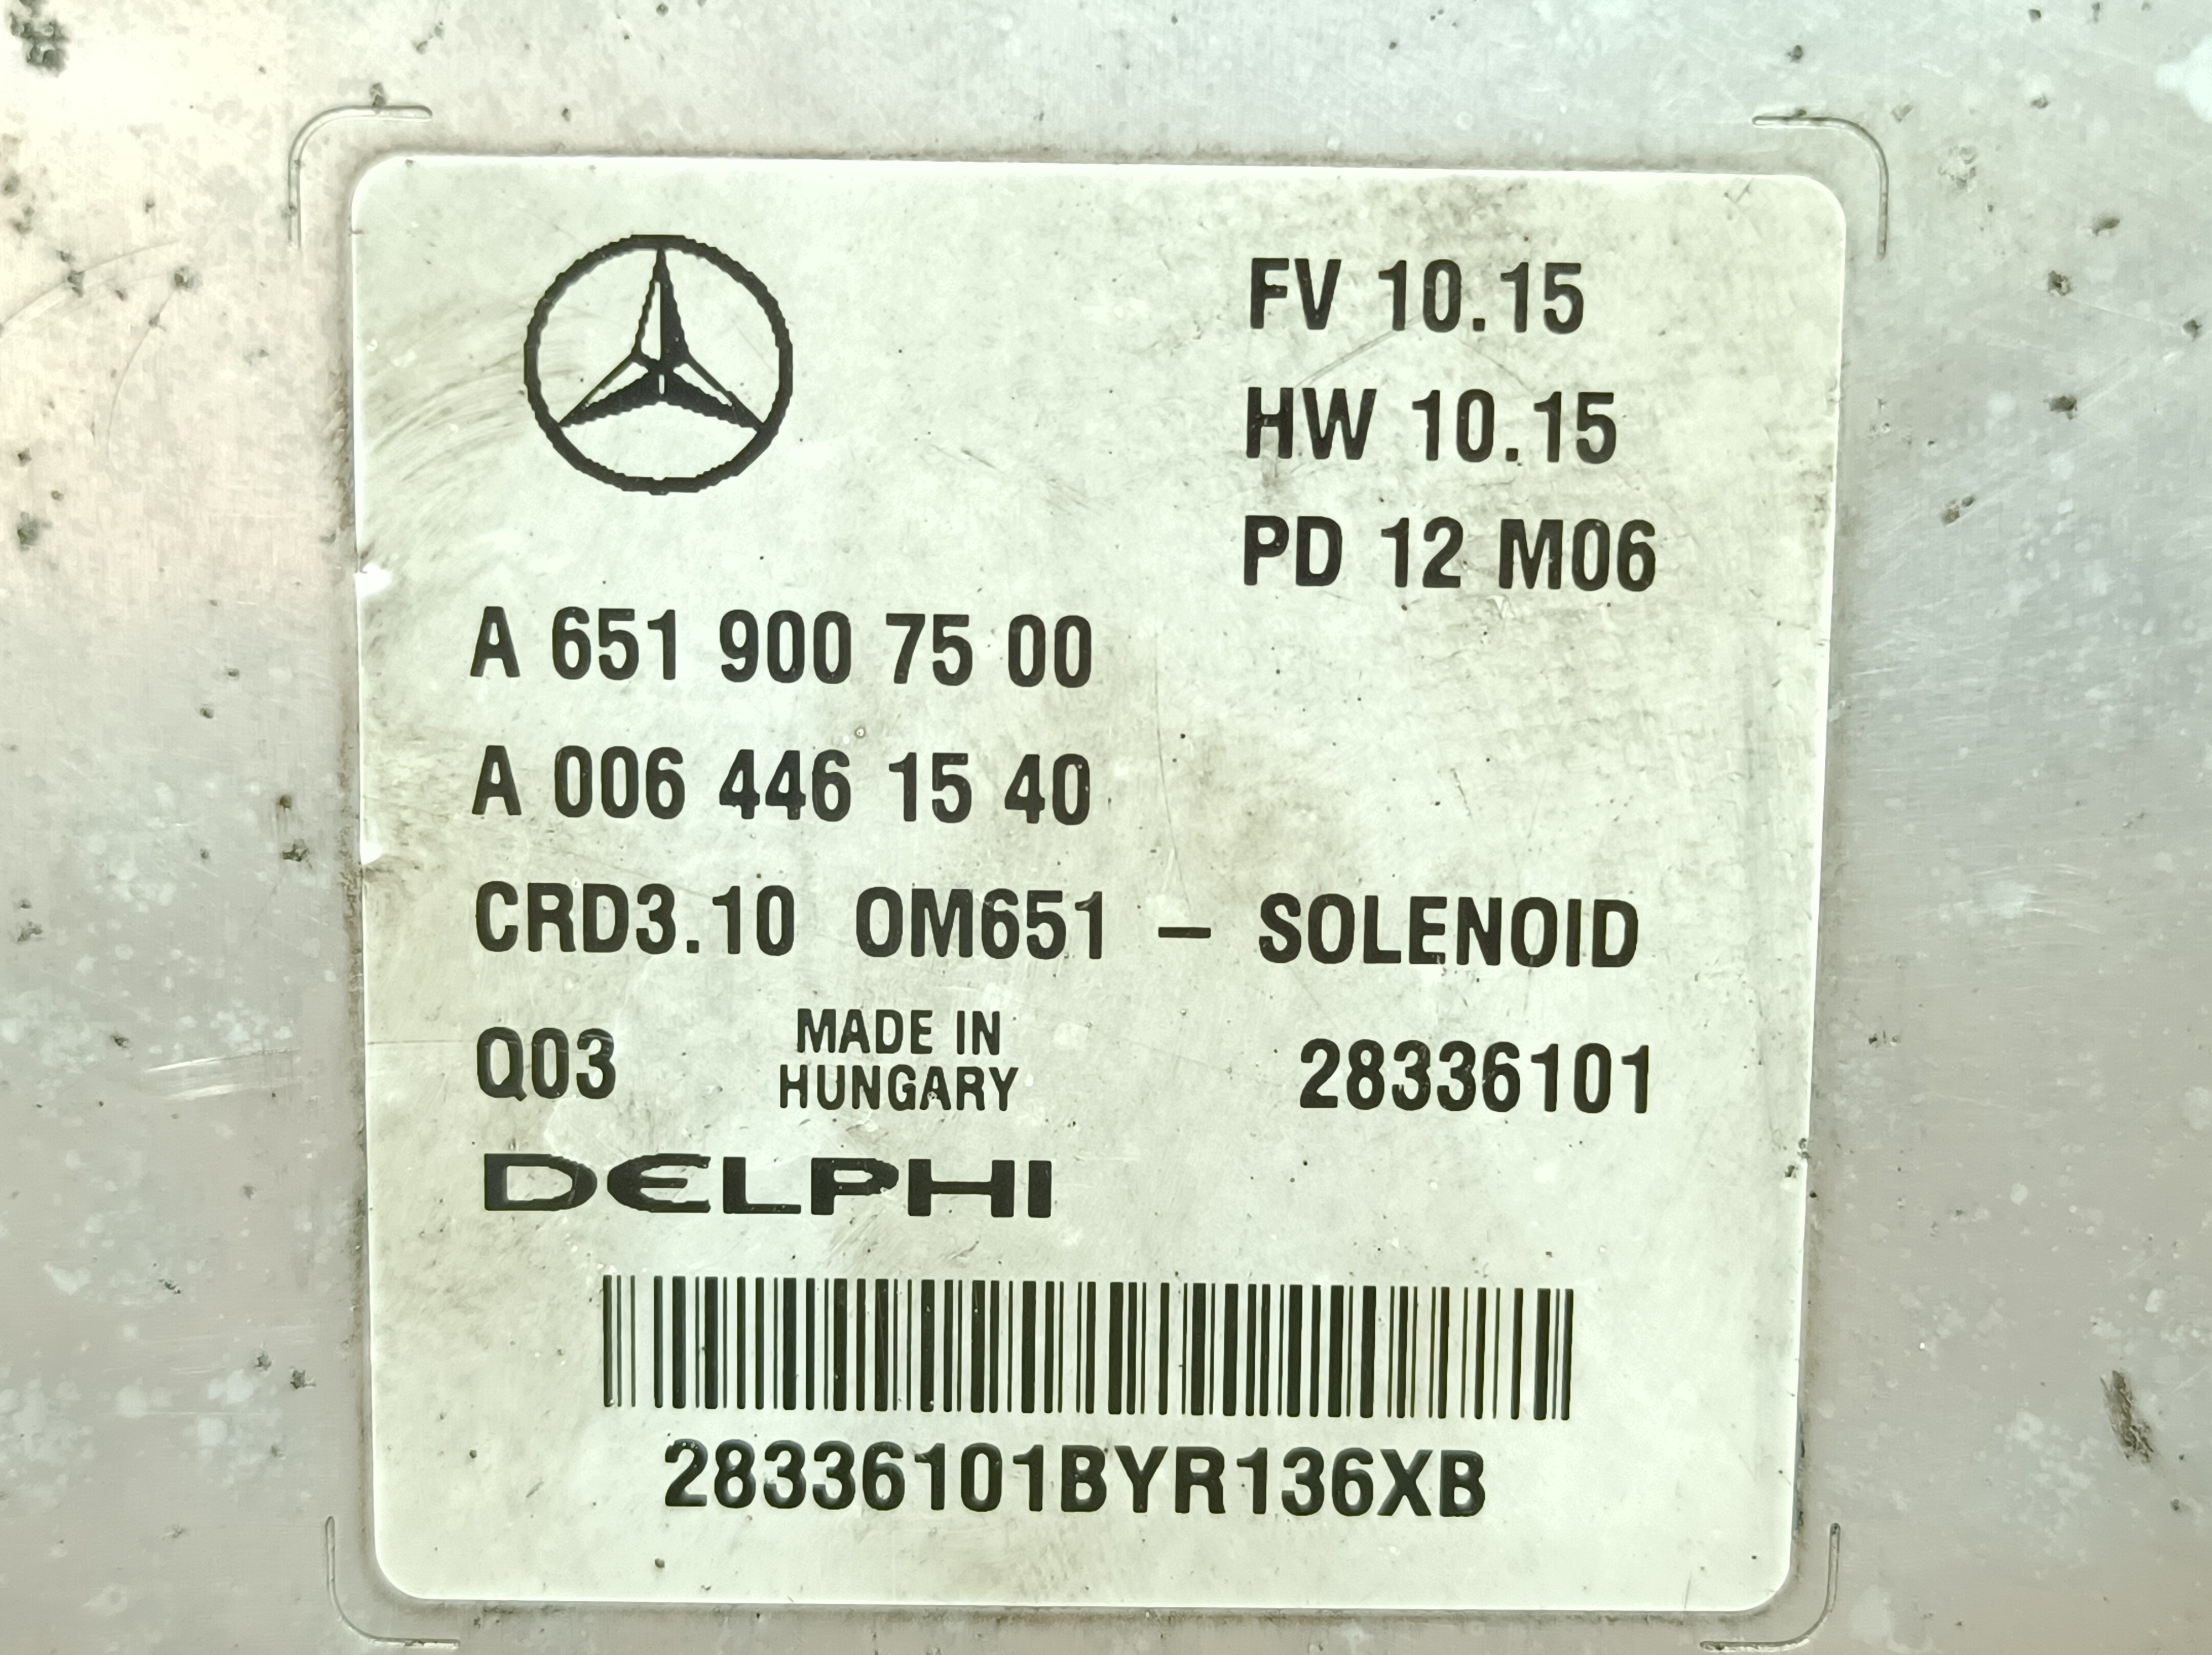 FV 10.15
HW 10.15
PD 12 M06
A 651 900 75 00
A 006 446 15 40
CRD3.10 OM651 – SOLENOID
Q03 MADE IN HUNGARY 28336101
DELPHI
28336101BYR136XB